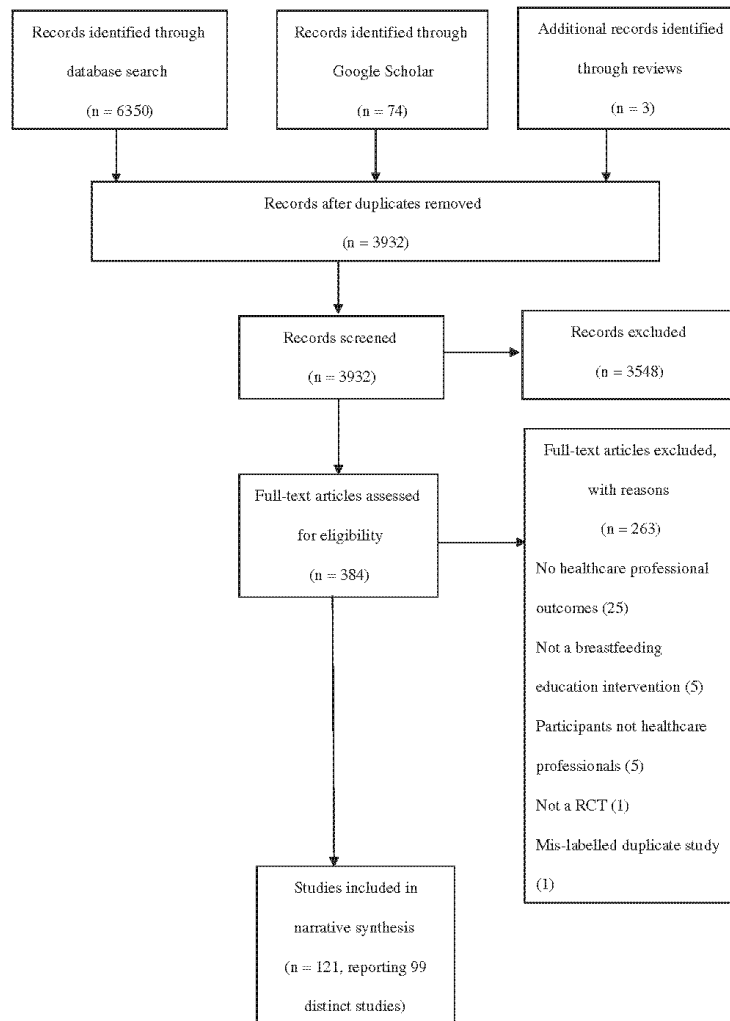 Records identified through
database search
(n = 6350)
Records identified through
Google Scholar
(n = 74)
Additional records identified
through reviews
(n = 3)
Records after duplicates removed
(n = 3932)
Records screened
(n = 3932)
Records excluded
(n = 3548)
Full-text articles assessed
for eligibility
(n = 384)
Full-text articles excluded,
with reasons
(n = 263)
No healthcare professional
outcomes (25)
Not a breastfeeding
education intervention (5)
Participants not healthcare
professionals (5)
Not a RCT (1)
Mis-labelled duplicate study
(1)
Studies included in
narrative synthesis
(n = 121, reporting 99
distinct studies)